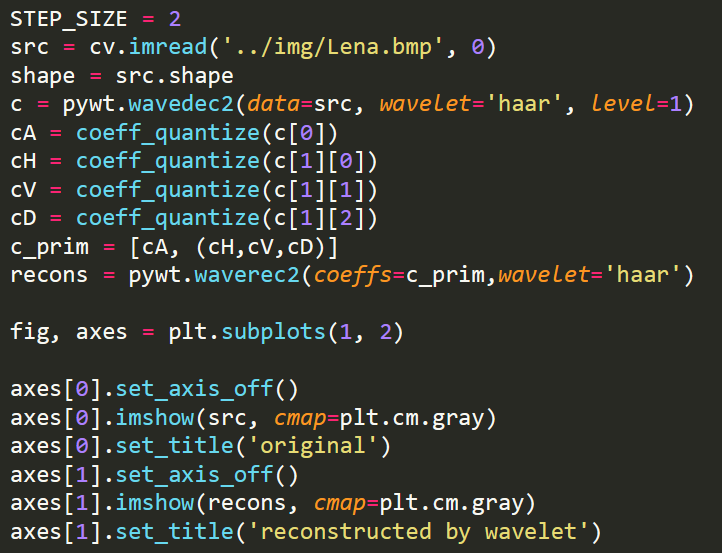 STEP_SIZE = 2
src = cv.imread('../img/Lena.bmp', 0)
shape = src.shape
c = pywt.wavedec2(data=src, wavelet='haar', level=1)
cA = coeff_quantize(c[0])
cH = coeff_quantize(c[1][0])
cV = coeff_quantize(c[1][1])
cD = coeff_quantize(c[1][2])
c_prim = [cA, (cH,cV,cD)]
recons = pywt.waverec2(coeffs=c_prim,wavelet='haar')
fig, axes = plt.subplots(1, 2)
axes[0].set_axis_off()
axes[0].imshow(src, cmap=plt.cm.gray)
axes[0].set_title('original')
axes[1].set_axis_off()
axes[1].imshow(recons, cmap=plt.cm.gray)
axes[1].set_title('reconstructed by wavelet')